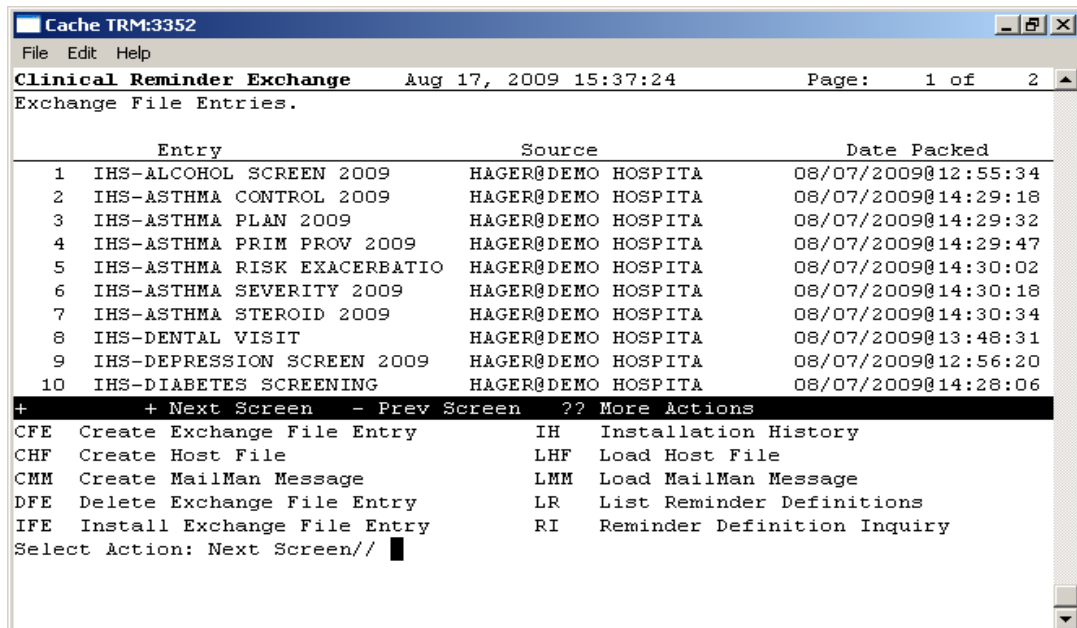 Cache TRM:3352
File Edit Help
Clinical Reminder Exchange Aug 17, 2009 15:37:24 Page: 1 of 2
Exchange File Entries.
Entry Source Date Packed
1 IHS-ALCOHOL SCREEN 2009 HAGER@DEMO HOSPITA 08/07/2009@12:55:34
2 IHS-ASTHMA CONTROL 2009 HAGER@DEMO HOSPITA 08/07/2009@14:29:18
3 IHS-ASTHMA PLAN 2009 HAGER@DEMO HOSPITA 08/07/2009@14:29:32
4 IHS-ASTHMA PRIM PROV 2009 HAGER@DEMO HOSPITA 08/07/2009@14:29:47
5 IHS-ASTHMA RISK EXACERBATIO HAGER@DEMO HOSPITA 08/07/2009@14:30:02
6 IHS-ASTHMA SEVERITY 2009 HAGER@DEMO HOSPITA 08/07/2009@14:30:18
7 IHS-ASTHMA STEROID 2009 HAGER@DEMO HOSPITA 08/07/2009@14:30:34
8 IHS-DENTAL VISIT HAGER@DEMO HOSPITA 08/07/2009@13:48:31
9 IHS-DEPRESSION SCREEN 2009 HAGER@DEMO HOSPITA 08/07/2009@12:56:20
10 IHS-DIABETES SCREENING HAGER@DEMO HOSPITA 08/07/2009@14:28:06
+ + Next Screen - Prev Screen ?? More Actions
CFE Create Exchange File Entry IH Installation History
CHF Create Host File LHF Load Host File
CMM Create MailMan Message LMM Load MailMan Message
DFE Delete Exchange File Entry LR List Reminder Definitions
IFE Install Exchange File Entry RI Reminder Definition Inquiry
Select Action: Next Screen//